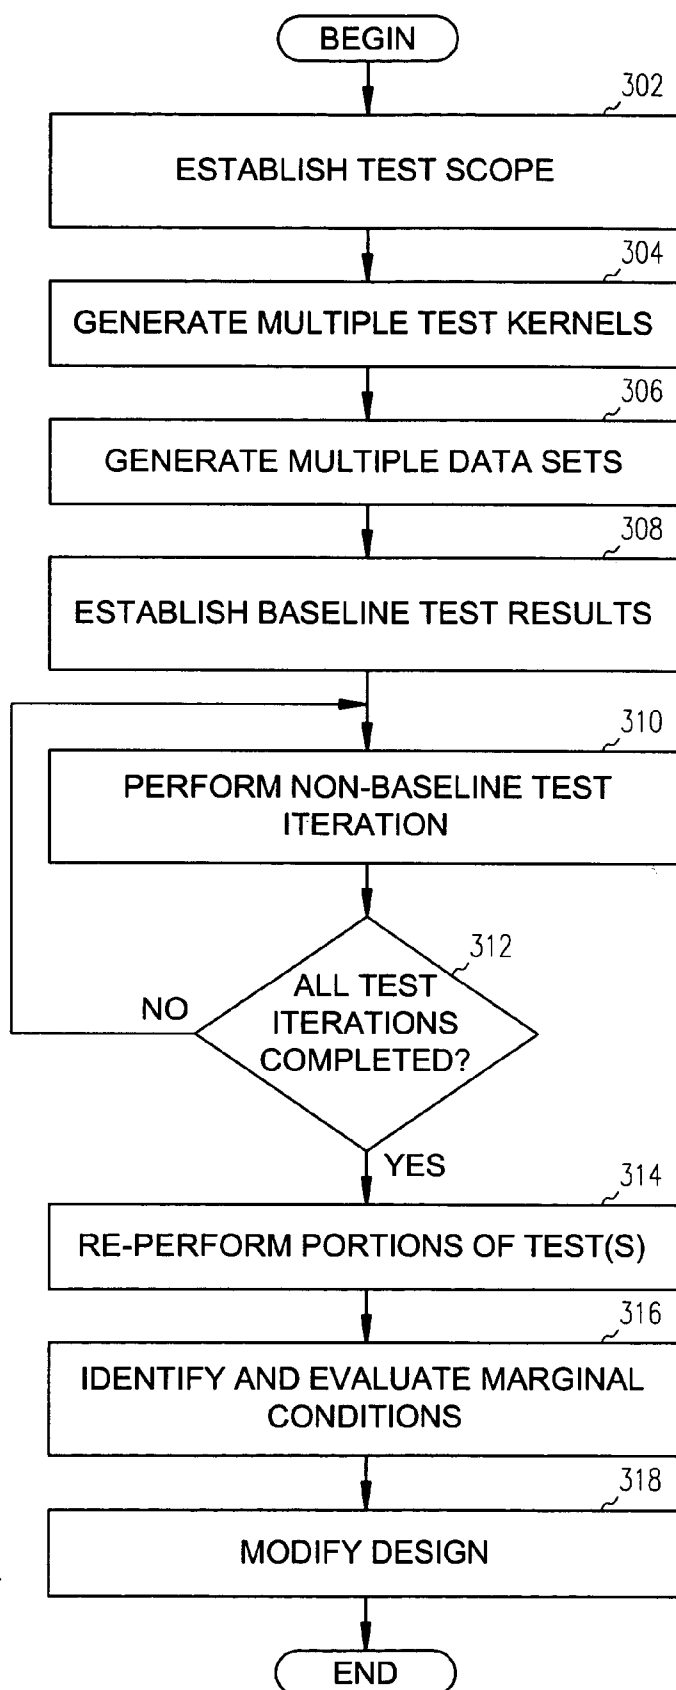 BEGIN
302
ESTABLISH TEST SCOPE
304
GENERATE MULTIPLE TEST KERNELS
306
GENERATE MULTIPLE DATA SETS
308
ESTABLISH BASELINE TEST RESULTS
310
PERFORM NON-BASELINE TEST
ITERATION
312
ALL TEST
ITERATIONS
COMPLETED?
NO
YES
314
RE-PERFORM PORTIONS OF TEST(S)
316
IDENTIFY AND EVALUATE MARGINAL
CONDITIONS
318
MODIFY DESIGN
END